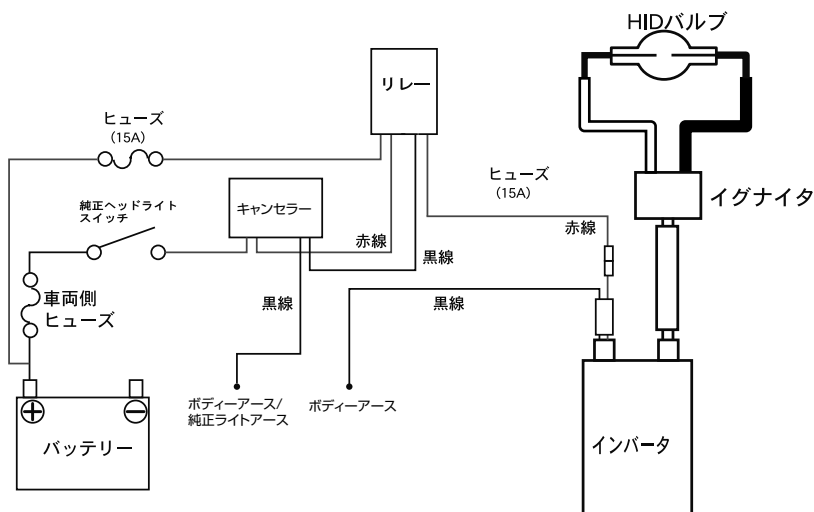 HIDバルブ
リレー
ヒューズ
(15A)
ヒューズ
(15A)
イグナイタ
純正ヘッドライト
スイッチ
キャンセラー
赤線
赤線
黒線
車両側
ヒューズ
黒線
黒線
ボディーアース/
純正ライトアース
ボディーアース
バッテリー
インバータ